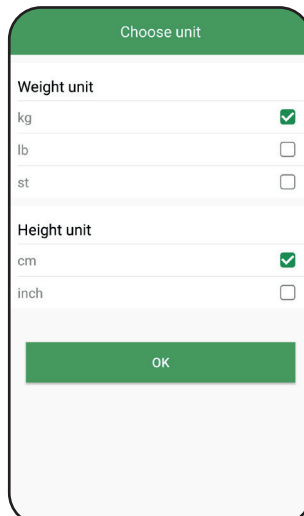 Choose unit
Weight unit
kg
lb
st
Height unit
cm
inch
OK